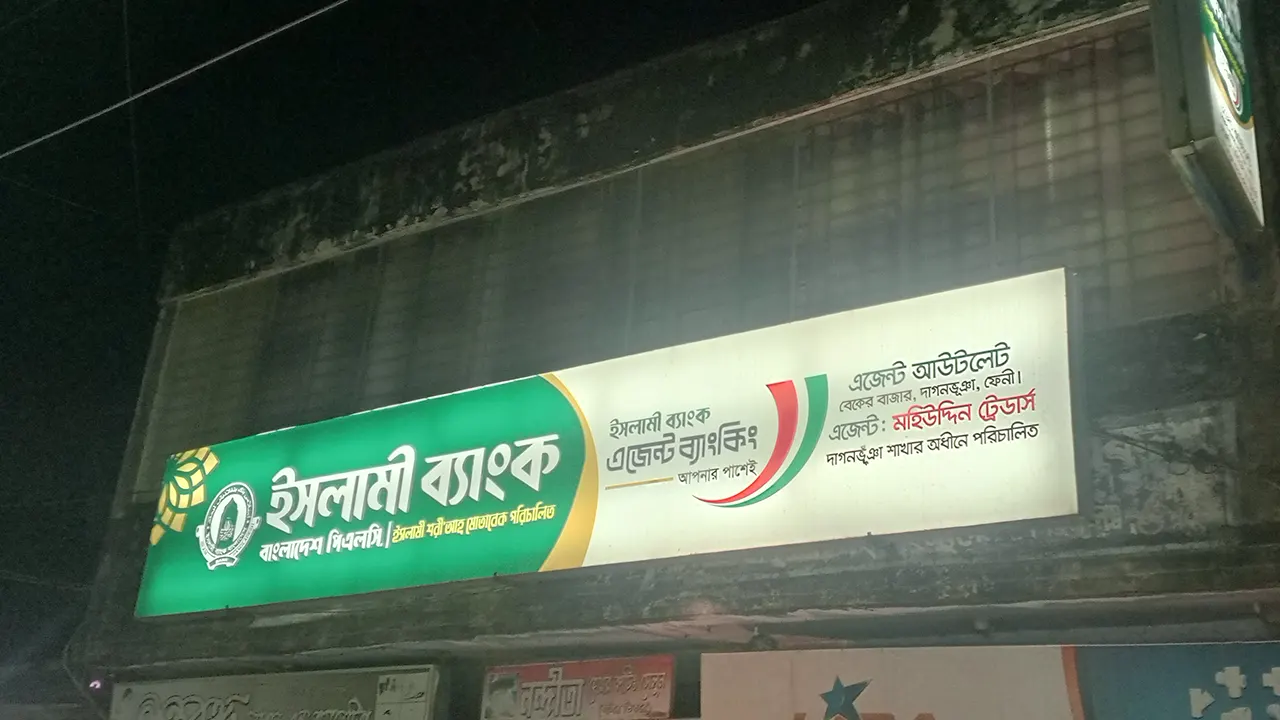 ইসলামী ব্যাংক
বাংলাদেশ পিএলসি | ইসলামী শরী'আহ্ মোতাবেক পরিচালিত
ইসলামী ব্যাংক
এজেন্ট ব্যাংকিং
আপনার পাশেই
এজেন্ট আউটলেট
বেকের বাজার, দাগনভূঞা, ফেনী।
এজেন্ট : মহিউদ্দিন ট্রেডার্স
দাগনভূঁঞা শাখার অধীনে পরিচালিত